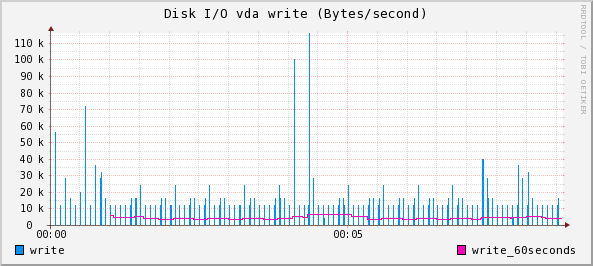 Disk I/O vda write (Bytes/second)
RRDTOOL / TOBI OETIKER
110 k
100 k
90 k
80 k
70 k
60 k
50 k
40 k
30 k
20 k
10 k
0
00:00 00:05
write write_60seconds